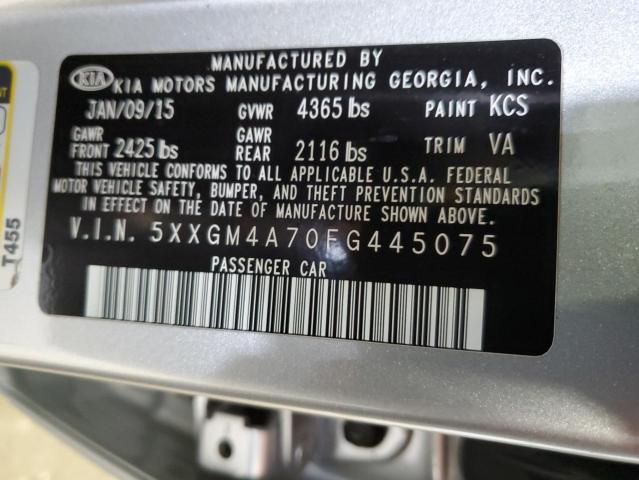 MANUFACTURED BY
KIA KIA MOTORS MANUFACTURING GEORGIA, INC.
JAN/09/15 GVWR 4365 lbs PAINT KCS
GAWR FRONT 2425 lbs GAWR REAR 2116 lbs TRIM VA
THIS VEHICLE CONFORMS TO ALL APPLICABLE U.S.A. FEDERAL
MOTOR VEHICLE SAFETY, BUMPER, AND THEFT PREVENTION STANDARDS
IN EFFECT ON THE DATE OF MANUFACTURE SHOWN ABOVE.
V.I.N. 5XXGM4A70FG445075
PASSENGER CAR
T455